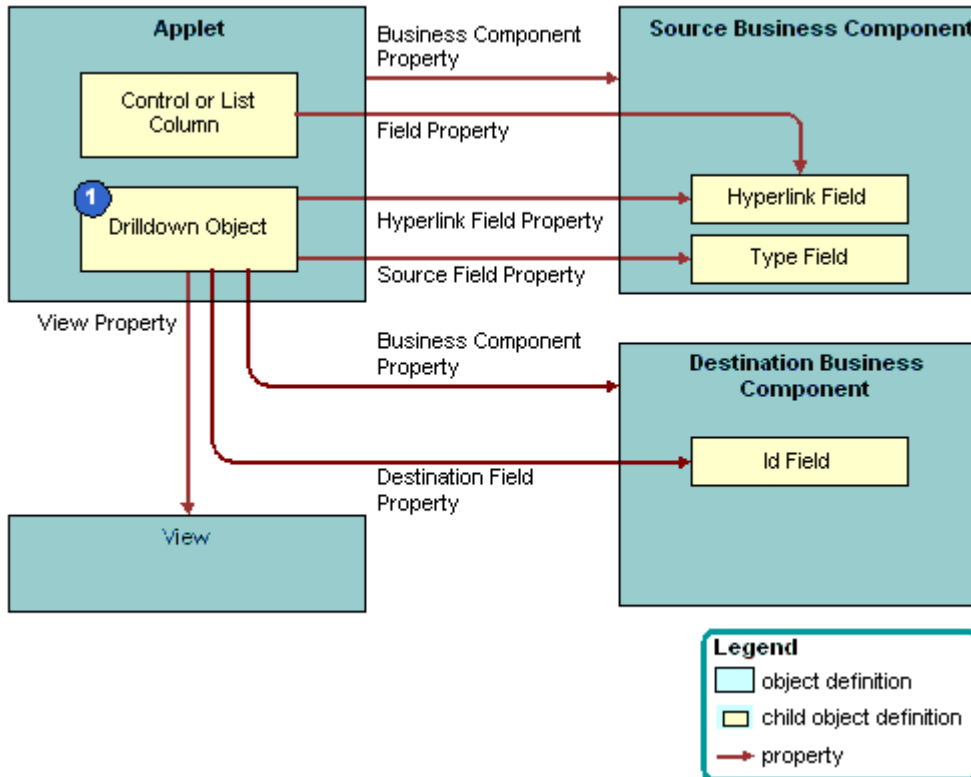 Applet
Control or List
Column
1
Drilldown Object
Business Component
Property
Field Property
Hyperlink Field Property
Source Field Property
Source Business Component
Hyperlink Field
Type Field
View Property
Business Component
Property
Destination Field
Property
Destination Business
Component
Id Field
View
Legend
object definition
child object definition
property